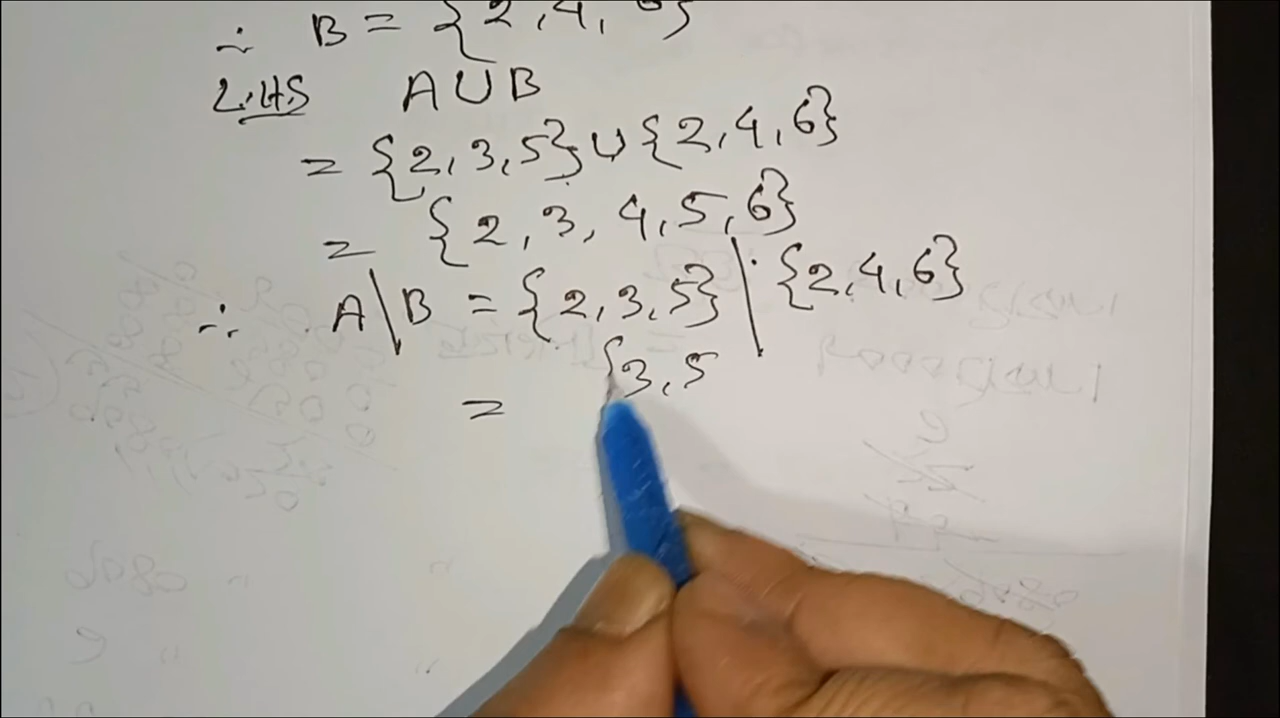 ∴ B = {2,4,6}
L.H.S A∪B
= {2,3,5} ∪ {2,4,6}
= {2,3,4,5,6}
∴ A\B = {2,3,5} \ {2,4,6}
= {3,5